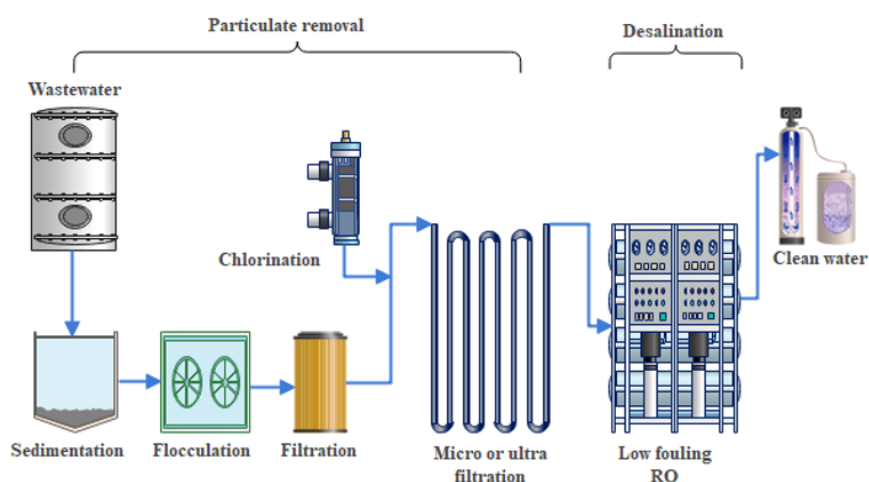 Particulate removal
Desalination
Wastewater
Chlorination
Clean water
Sedimentation
Flocculation
Filtration
Micro or ultra
filtration
Low fouling
RO